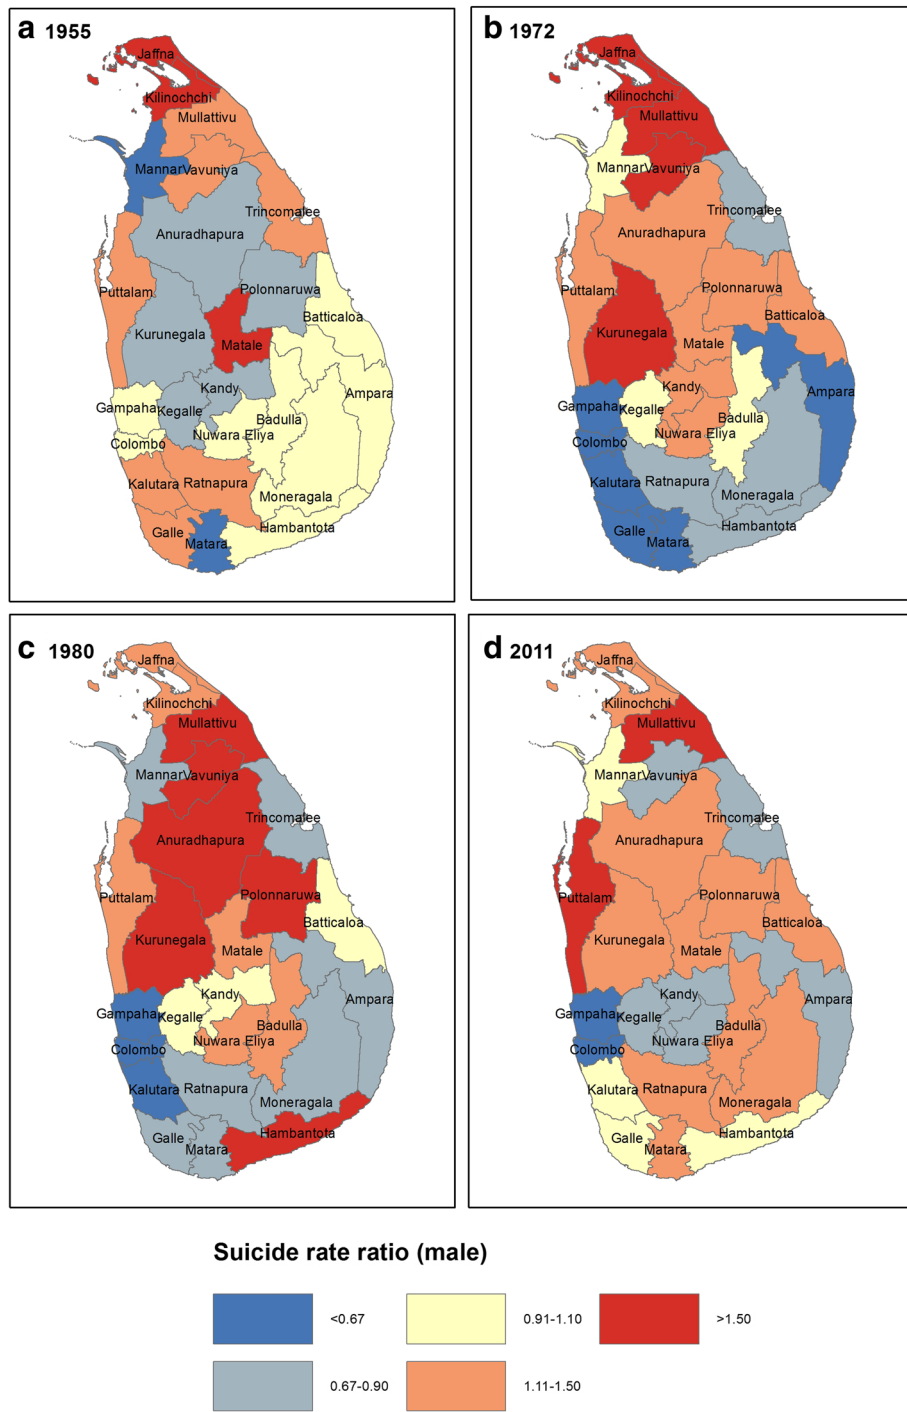 a 1955
Jaffna
Kilinochchi
Mullattivu
Mannar Vavuniya
Trincomalee
Anuradhapura
Puttalam
Polonnaruwa
Batticaloa
Kurunegala
Matale
Kandy
Ampara
Gampaha Kegalle
Badulla
Colombo
Nuwara Eliya
Kalutara
Ratnapura
Moneragala
Galle
Matara
Hambantota
b 1972
Jaffna
Kilinochchi
Mullattivu
Mannar Vavuniya
Trincomalee
Anuradhapura
Puttalam
Polonnaruwa
Batticaloa
Kurunegala
Matale
Kandy
Ampara
Gampaha Kegalle
Badulla
Colombo
Nuwara Eliya
Kalutara
Ratnapura
Moneragala
Galle
Matara
Hambantota
c 1980
Jaffna
Kilinochchi
Mullattivu
Mannar Vavuniya
Trincomalee
Anuradhapura
Puttalam
Polonnaruwa
Batticaloa
Kurunegala
Matale
Kandy
Ampara
Gampaha Kegalle
Badulla
Colombo
Nuwara Eliya
Kalutara
Ratnapura
Moneragala
Galle
Matara
Hambantota
d 2011
Jaffna
Kilinochchi
Mullattivu
Mannar Vavuniya
Trincomalee
Anuradhapura
Puttalam
Polonnaruwa
Batticaloa
Kurunegala
Matale
Kandy
Ampara
Gampaha Kegalle
Badulla
Colombo
Nuwara Eliya
Kalutara
Ratnapura
Moneragala
Galle
Matara
Hambantota
Suicide rate ratio (male)
<0.67
0.91-1.10
>1.50
0.67-0.90
1.11-1.50